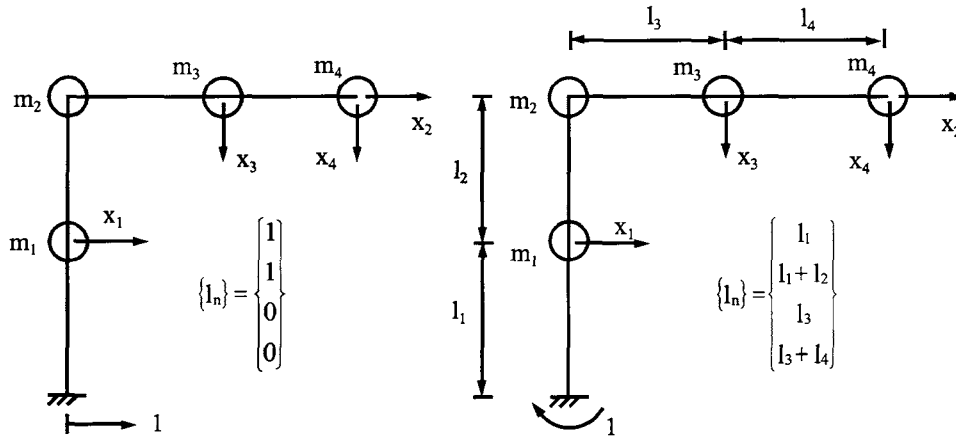 m₂ m₃ m₄
x₂
x₃ x₄
m₁ x₁
{lₙ} = {1 1 0 0}
1
l₃ l₄
m₂ m₃ m₄
x₂
x₃ x₄
l₂
m₁ x₁
l₁
{lₙ} = {l₁ l₁ + l₂ l₃ l₃ + l₄}
1